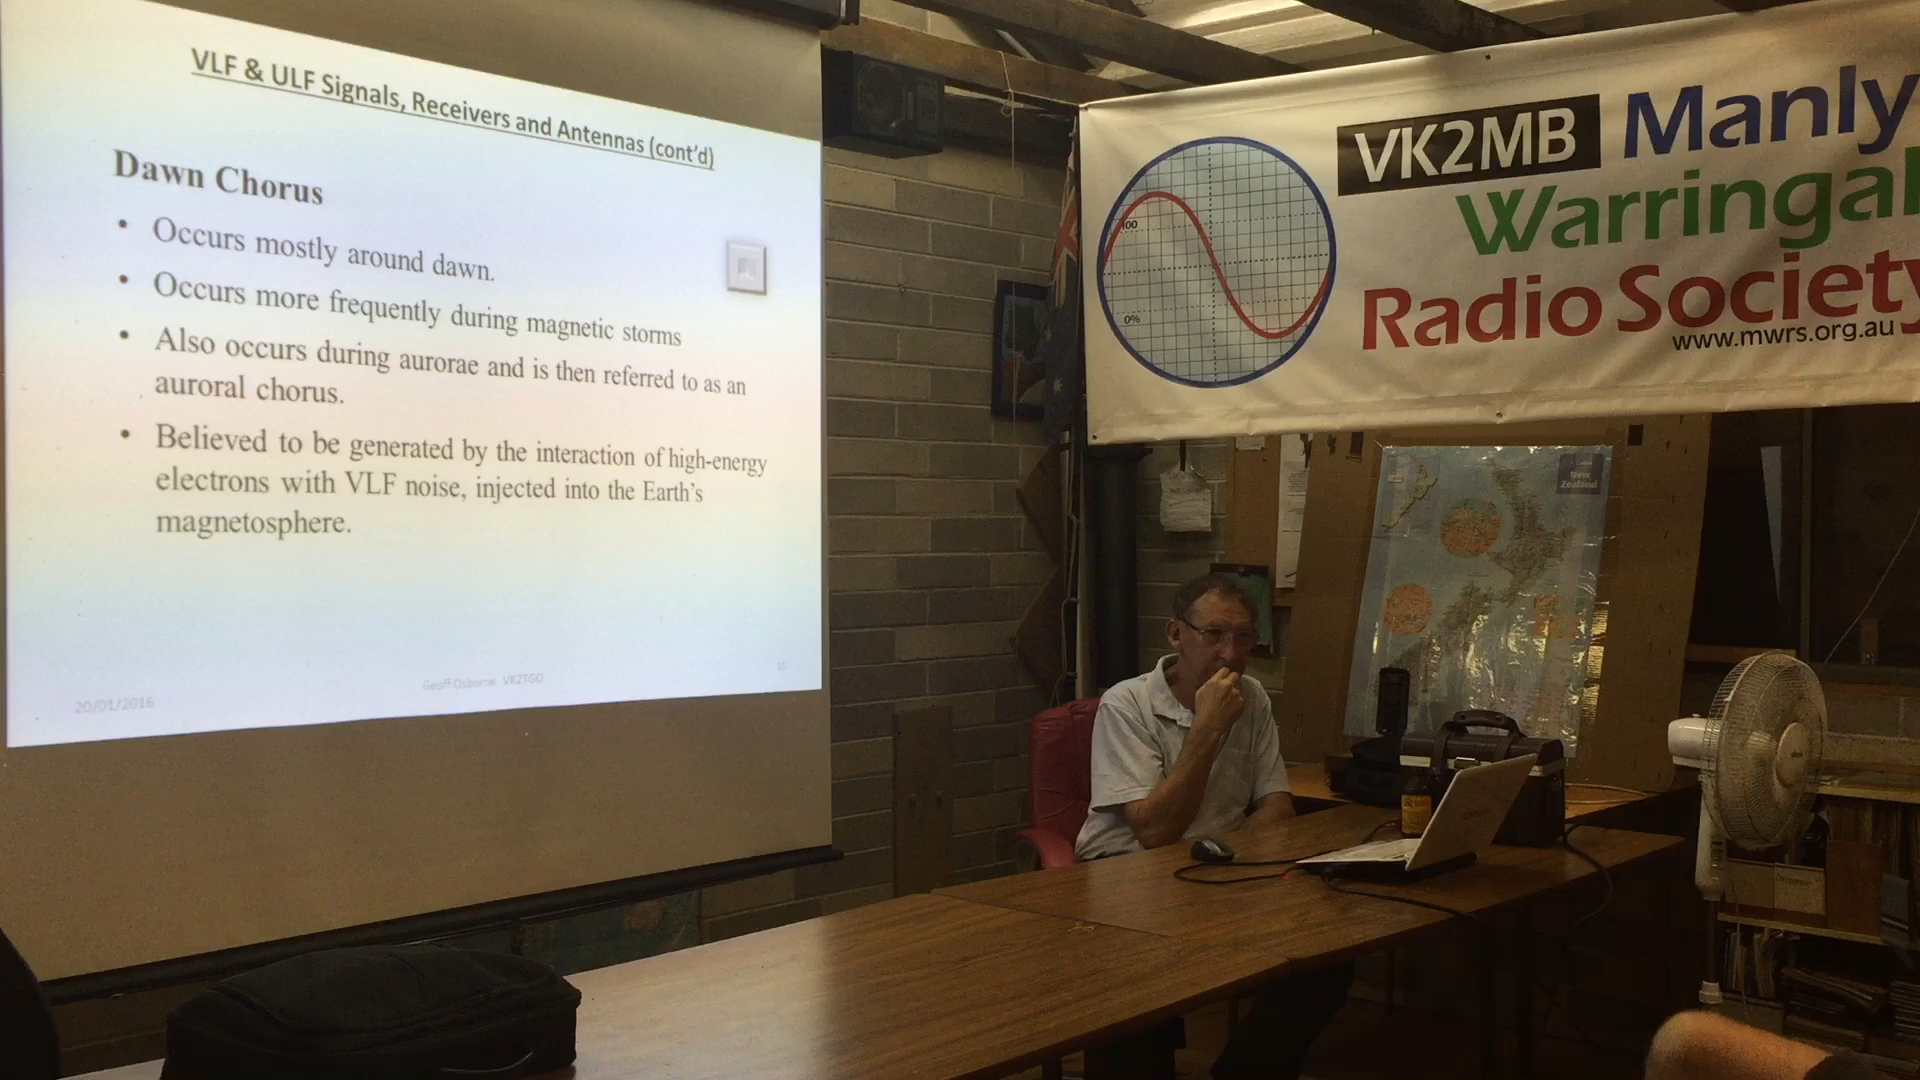 VLF & ULF Signals, Receivers and Antennas (cont'd)
Dawn Chorus
• Occurs mostly around dawn.
• Occurs more frequently during magnetic storms
• Also occurs during aurorae and is then referred to as an
auroral chorus.
• Believed to be generated by the interaction of high-energy
electrons with VLF noise, injected into the Earth's
magnetosphere.
20/01/2016
Geoff Osborne VK2TGO
10
VK2MB Manly
Warringah
Radio Society
www.mwrs.org.au
100
0%
New
Zealand